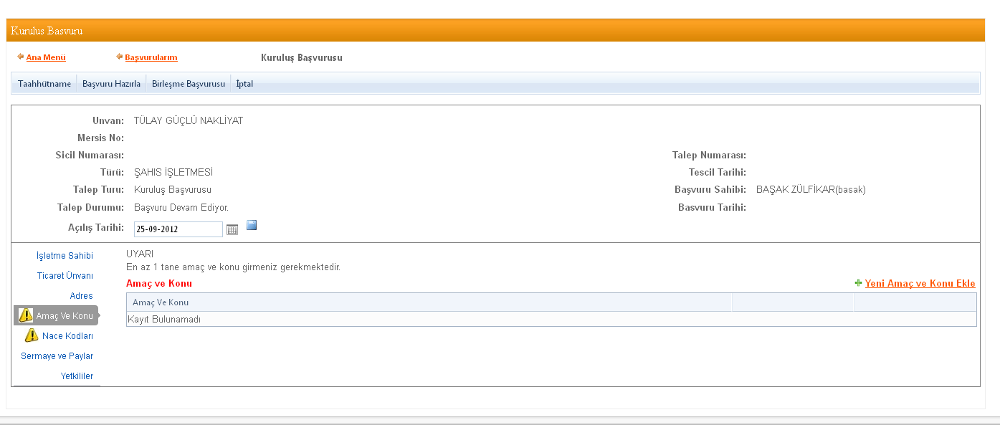 Kurulus Basvuru
Ana Menü Başvurularım Kuruluş Başvurusu
Taahhütname Başvuru Hazırla Birleşme Başvurusu İptal
Unvan: TÜLAY GÜÇLÜ NAKLİYAT
Mersis No:
Sicil Numarası: Talep Numarası:
Türü: ŞAHIS İŞLETMESİ Tescil Tarihi:
Talep Turu: Kuruluş Başvurusu Başvuru Sahibi: BAŞAK ZÜLFİKAR(basak)
Talep Durumu: Başvuru Devam Ediyor. Basvuru Tarihi:
Açılış Tarihi: 25-09-2012
İşletme Sahibi
Ticaret Ünvanı
Adres
Amaç Ve Konu
Nace Kodları
Sermaye ve Paylar
Yetkililer
UYARI
En az 1 tane amaç ve konu girmeniz gerekmektedir.
Amaç ve Konu Yeni Amaç ve Konu Ekle
Amaç Ve Konu
Kayıt Bulunamadı